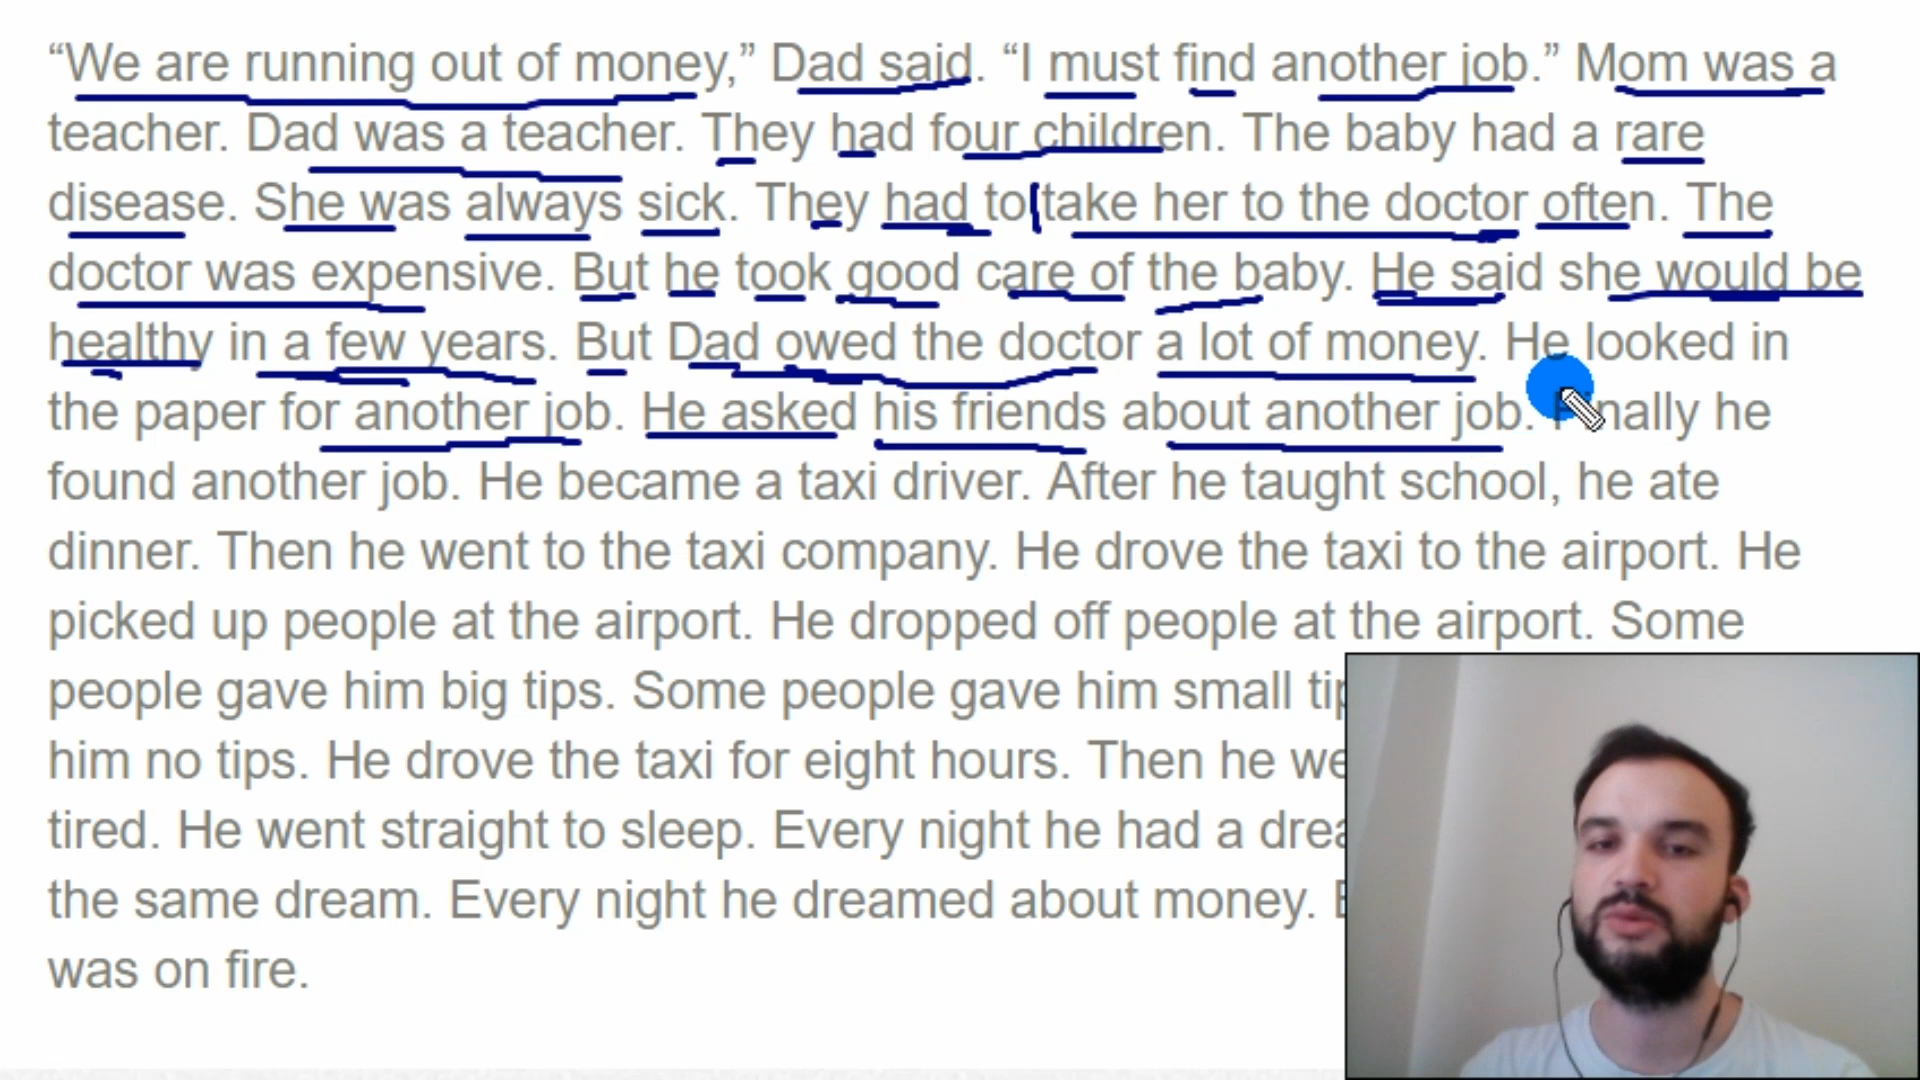 “We are running out of money,” Dad said. “I must find another job.” Mom was a
teacher. Dad was a teacher. They had four children. The baby had a rare
disease. She was always sick. They had to take her to the doctor often. The
doctor was expensive. But he took good care of the baby. He said she would be
healthy in a few years. But Dad owed the doctor a lot of money. He looked in
the paper for another job. He asked his friends about another job. Finally he
found another job. He became a taxi driver. After he taught school, he ate
dinner. Then he went to the taxi company. He drove the taxi to the airport. He
picked up people at the airport. He dropped off people at the airport. Some
people gave him big tips. Some people gave him small
him no tips. He drove the taxi for eight hours. Then he
tired. He went straight to sleep. Every night he had a
the same dream. Every night he dreamed about money.
was on fire.